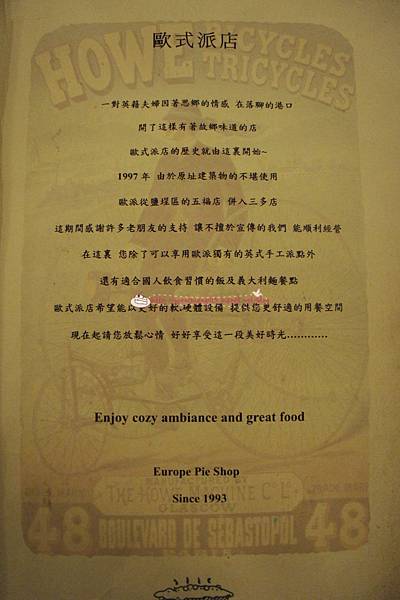 HOWE BICYCLES
TRICYCLES
歐式派店
一對英籍夫婦因著思鄉的情感 在落腳的港口
開了這樣有著故鄉味道的店
歐式派店的歷史就由這裏開始~
1997 年 由於原址建築物的不堪使用
歐派從鹽埕區的五福店 併入三多店
這期間感謝許多老朋友的支持 讓不擅於宣傳的我們 能順利經營
在這裏 您除了可以享用歐派獨有的英式手工派點外
還有適合國人飲食習慣的飯及義大利麵餐點
歐式派店希望能以更好的軟.硬體設備 提供您更舒適的用餐空間
現在起請您放鬆心情 好好享受這一段美好時光…………
Enjoy cozy ambiance and great food
Europe Pie Shop
Since 1993
MANUFACTURED BY
THE HOWE MACHINE Co Ld
GLASGOW
48 BOULEVARD DE SEBASTOPOL 48